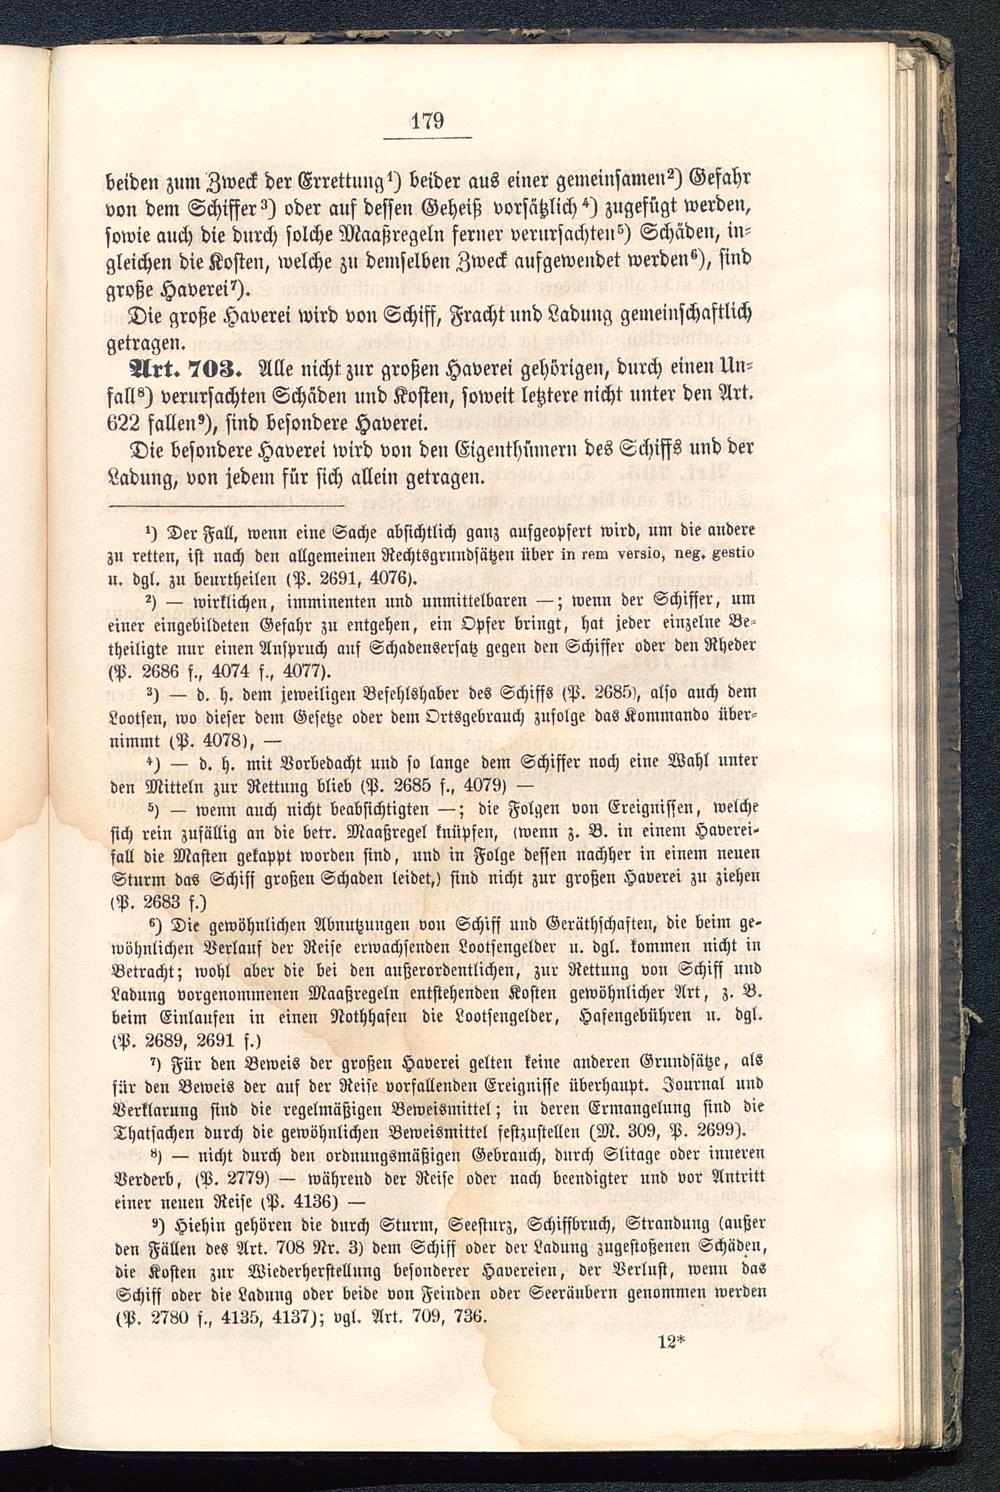 179
beiden zum Zweck der Errettung¹) beider aus einer gemeinsamen²) Gefahr
von dem Schiffer³) oder auf dessen Geheiß vorsätzlich⁴) zugefügt werden,
sowie auch die durch solche Maaßregeln ferner verursachten⁵) Schäden, in-
gleichen die Kosten, welche zu demselben Zweck aufgewendet werden⁶), sind
große Haverei⁷).
Die große Haverei wird von Schiff, Fracht und Ladung gemeinschaftlich
getragen.
Art. 703. Alle nicht zur großen Haverei gehörigen, durch einen Un-
fall⁸) verursachten Schäden und Kosten, soweit letztere nicht unter den Art.
622 fallen⁹), sind besondere Haverei.
Die besondere Haverei wird von den Eigenthümern des Schiffs und der
Ladung, von jedem für sich allein getragen.
¹) Der Fall, wenn eine Sache absichtlich ganz aufgeopfert wird, um die andere
zu retten, ist nach den allgemeinen Rechtsgrundsätzen über in rem versio, neg. gestio
u. dgl. zu beurtheilen (P. 2691, 4076).
²) — wirklichen, imminenten und unmittelbaren —; wenn der Schiffer, um
einer eingebildeten Gefahr zu entgehen, ein Opfer bringt, hat jeder einzelne Be-
theiligte nur einen Anspruch auf Schadensersatz gegen den Schiffer oder den Rheder
(P. 2686 f., 4074 f., 4077).
³) — d. h. dem jeweiligen Befehlshaber des Schiffs (P. 2685), also auch dem
Lootsen, wo dieser dem Gesetze oder dem Ortsgebrauch zufolge das Kommando über-
nimmt (P. 4078), —
⁴) — d. h. mit Vorbedacht und so lange dem Schiffer noch eine Wahl unter
den Mitteln zur Rettung blieb (P. 2685 f., 4079) —
⁵) — wenn auch nicht beabsichtigten —; die Folgen von Ereignissen, welche
sich rein zufällig an die betr. Maaßregel knüpfen, (wenn z. B. in einem Haverei-
fall die Masten gekappt worden sind, und in Folge dessen nachher in einem neuen
Sturm das Schiff großen Schaden leidet,) sind nicht zur großen Haverei zu ziehen
(P. 2683 f.)
⁶) Die gewöhnlichen Abnutzungen von Schiff und Geräthschaften, die beim ge-
wöhnlichen Verlauf der Reise erwachsenden Lootsengelder u. dgl. kommen nicht in
Betracht; wohl aber die bei den außerordentlichen, zur Rettung von Schiff und
Ladung vorgenommenen Maaßregeln entstehenden Kosten gewöhnlicher Art, z. B.
beim Einlaufen in einen Nothhafen die Lootsengelder, Hafengebühren u. dgl.
(P. 2689, 2691 f.)
⁷) Für den Beweis der großen Haverei gelten keine anderen Grundsätze, als
für den Beweis der auf der Reise vorfallenden Ereignisse überhaupt. Journal und
Verklarung sind die regelmäßigen Beweismittel; in deren Ermangelung sind die
Thatsachen durch die gewöhnlichen Beweismittel festzustellen (M. 309, P. 2699).
⁸) — nicht durch den ordnungsmäßigen Gebrauch, durch Slitage oder inneren
Verderb, (P. 2779) — während der Reise oder nach beendigter und vor Antritt
einer neuen Reise (P. 4136) —
⁹) Hiehin gehören die durch Sturm, Seesturz, Schiffbruch, Strandung (außer
den Fällen des Art. 708 Nr. 3) dem Schiff oder der Ladung zugestoßenen Schäden,
die Kosten zur Wiederherstellung besonderer Havereien, der Verlust, wenn das
Schiff oder die Ladung oder beide von Feinden oder Seeräubern genommen werden
(P. 2780 f., 4135, 4137); vgl. Art. 709, 736.
12*